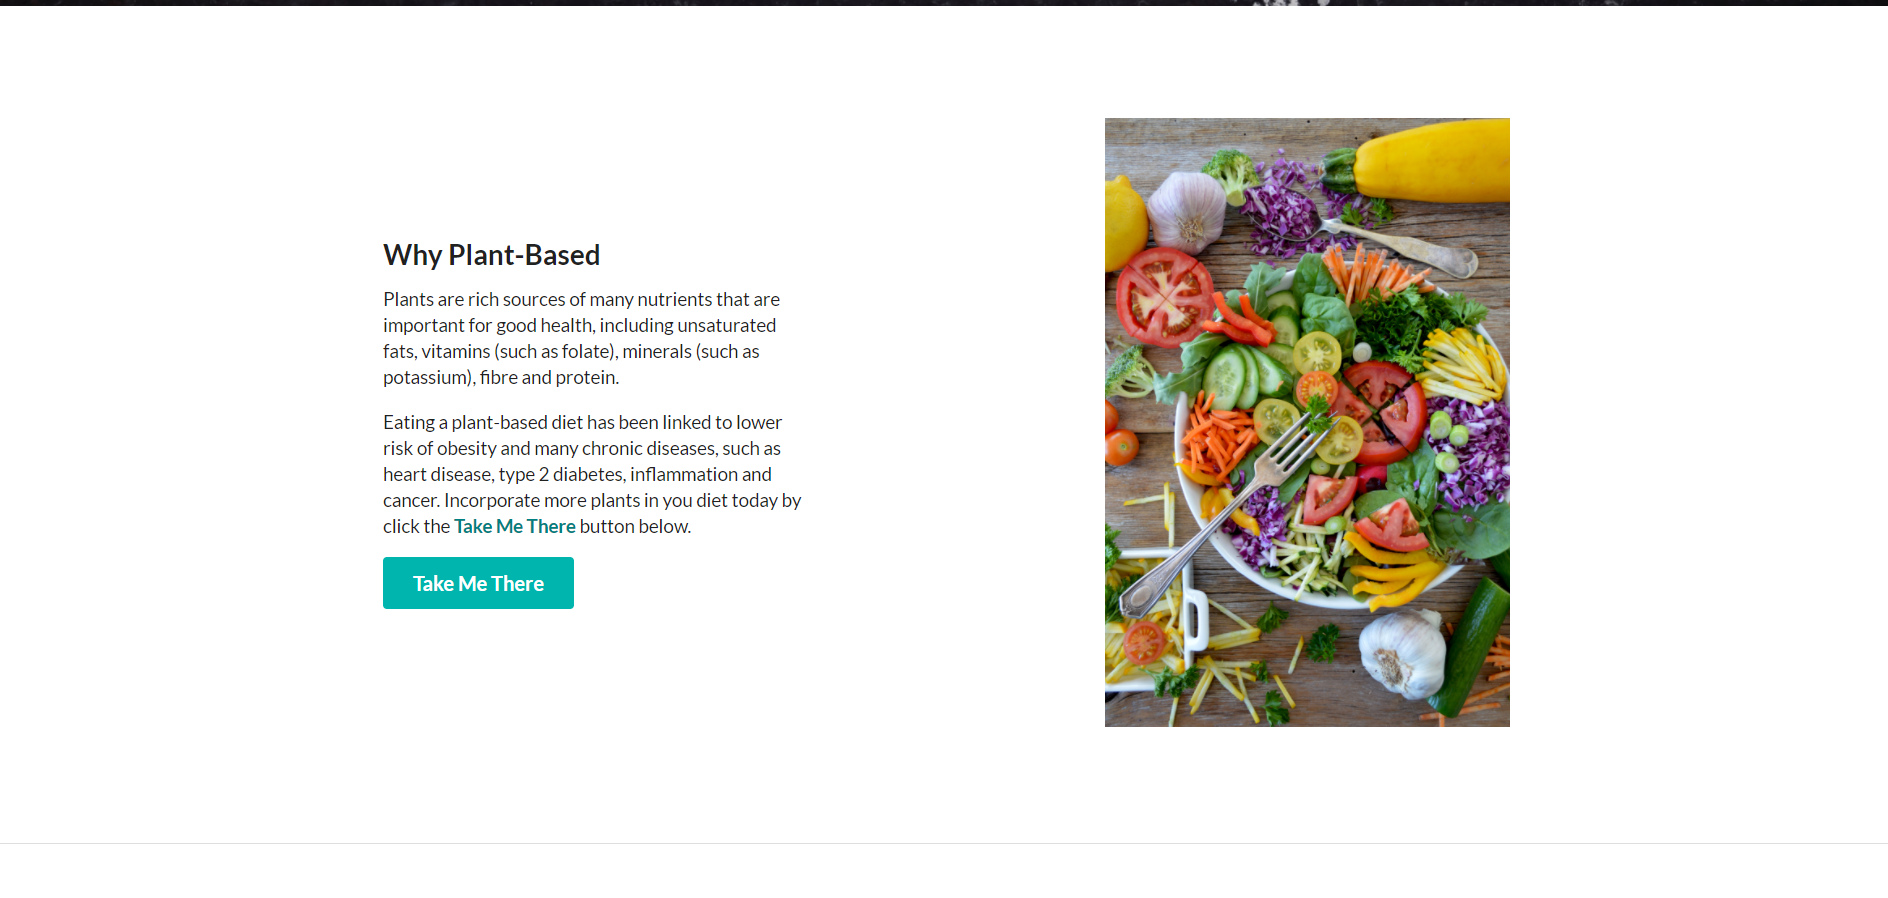 Why Plant-Based
Plants are rich sources of many nutrients that are
important for good health, including unsaturated
fats, vitamins (such as folate), minerals (such as
potassium), fibre and protein.
Eating a plant-based diet has been linked to lower
risk of obesity and many chronic diseases, such as
heart disease, type 2 diabetes, inflammation and
cancer. Incorporate more plants in you diet today by
click the Take Me There button below.
Take Me There